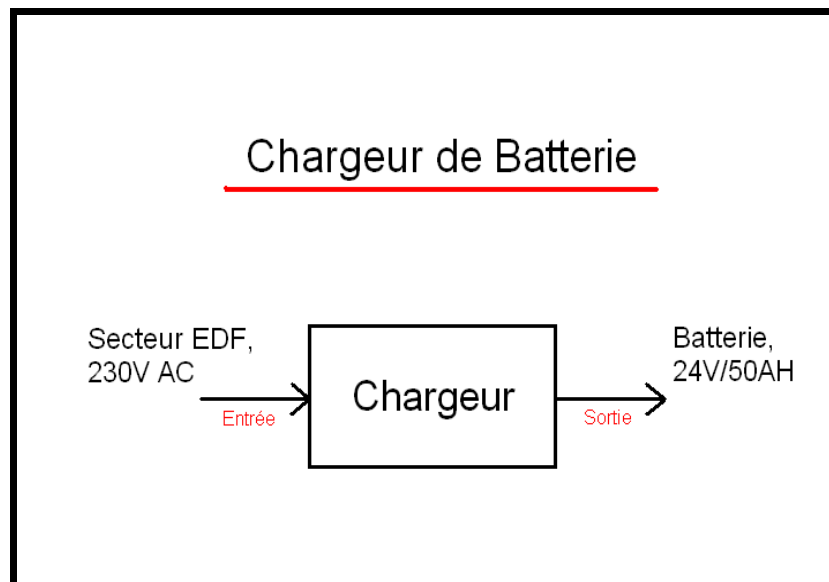 Chargeur de Batterie
Secteur EDF,
230V AC
Entrée
Chargeur
Sortie
Batterie,
24V/50AH